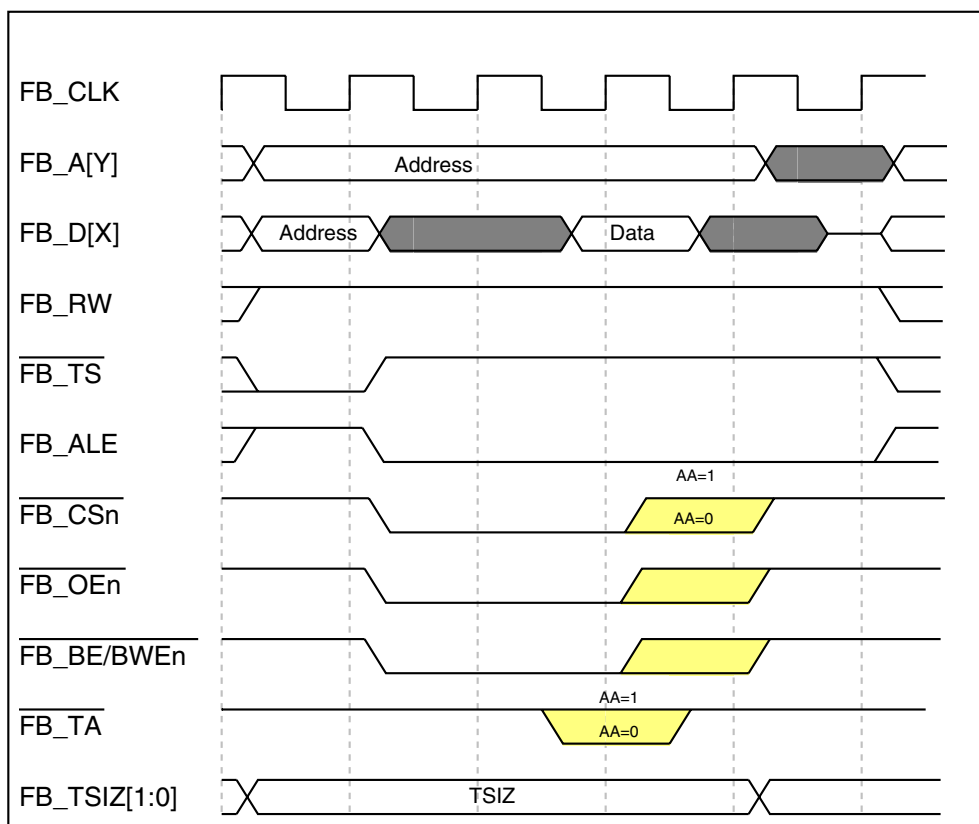 FB_CLK
FB_A[Y]
Address
FB_D[X]
Address
Data
FB_RW
FB_TS
FB_ALE
AA=1
FB_CSn
AA=0
FB_OEn
FB_BE/BWEn
AA=1
FB_TA
AA=0
FB_TSIZ[1:0]
TSIZ